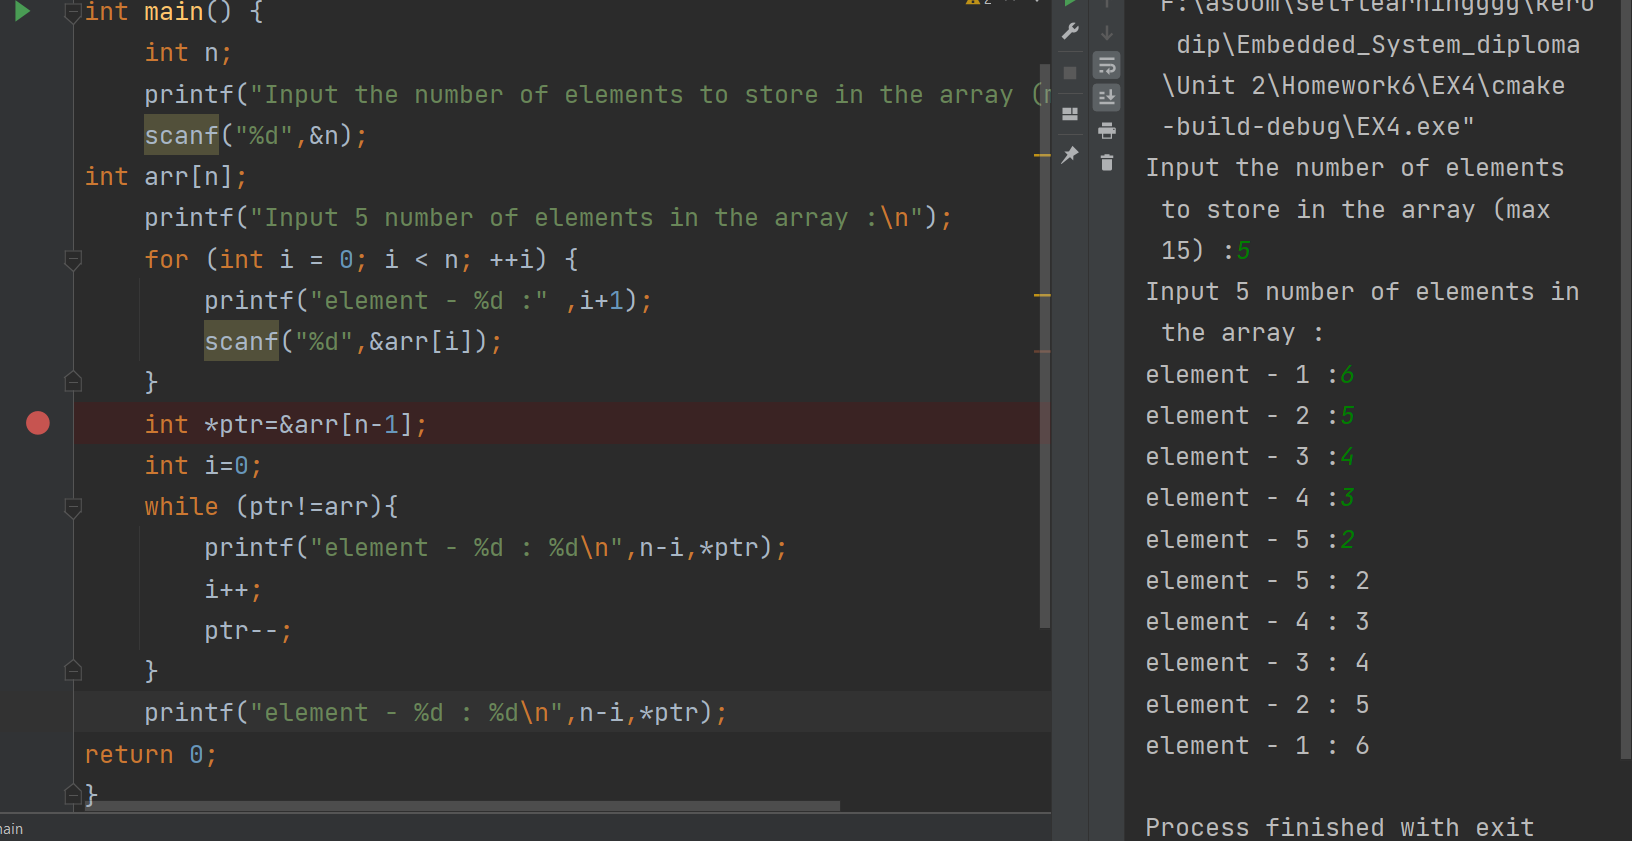 int main() {
int n;
printf("Input the number of elements to store in the array (
scanf("%d",&n);
int arr[n];
printf("Input 5 number of elements in the array :\n");
for (int i = 0; i < n; ++i) {
printf("element - %d :" ,i+1);
scanf("%d",&arr[i]);
}
int *ptr=&arr[n-1];
int i=0;
while (ptr!=arr){
printf("element - %d : %d\n",n-i,*ptr);
i++;
ptr--;
}
printf("element - %d : %d\n",n-i,*ptr);
return 0;
}
main
F:\asoom\selflearningggg\kero
dip\Embedded_System_diploma
\Unit 2\Homework6\EX4\cmake
-build-debug\EX4.exe"
Input the number of elements
to store in the array (max
15) :5
Input 5 number of elements in
the array :
element - 1 :6
element - 2 :5
element - 3 :4
element - 4 :3
element - 5 :2
element - 5 : 2
element - 4 : 3
element - 3 : 4
element - 2 : 5
element - 1 : 6
Process finished with exit